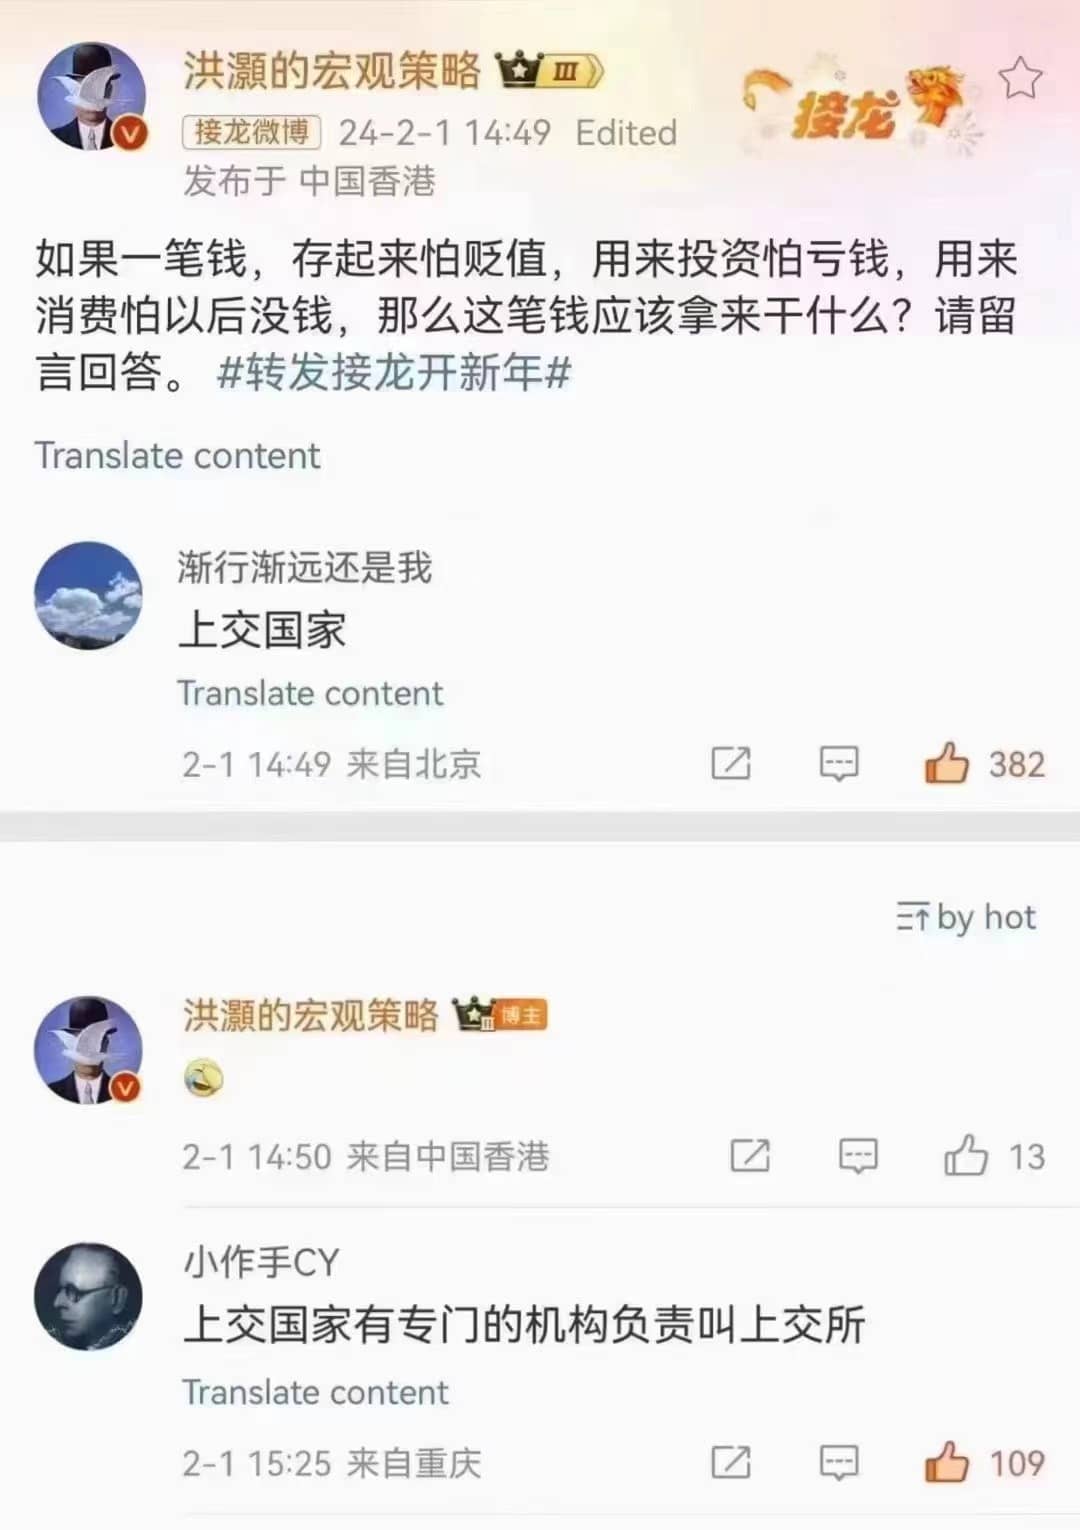 洪灝的宏观策略 III
接龙微博 24-2-1 14:49 Edited
接龙
发布于 中国香港
如果一笔钱，存起来怕贬值，用来投资怕亏钱，用来
消费怕以后没钱，那么这笔钱应该拿来干什么？请留
言回答。 #转发接龙开新年#
Translate content
渐行渐远还是我
上交国家
Translate content
2-1 14:49 来自北京 382
by hot
洪灝的宏观策略 III 博主
2-1 14:50 来自中国香港 13
小作手CY
上交国家有专门的机构负责叫上交所
Translate content
2-1 15:25 来自重庆 109